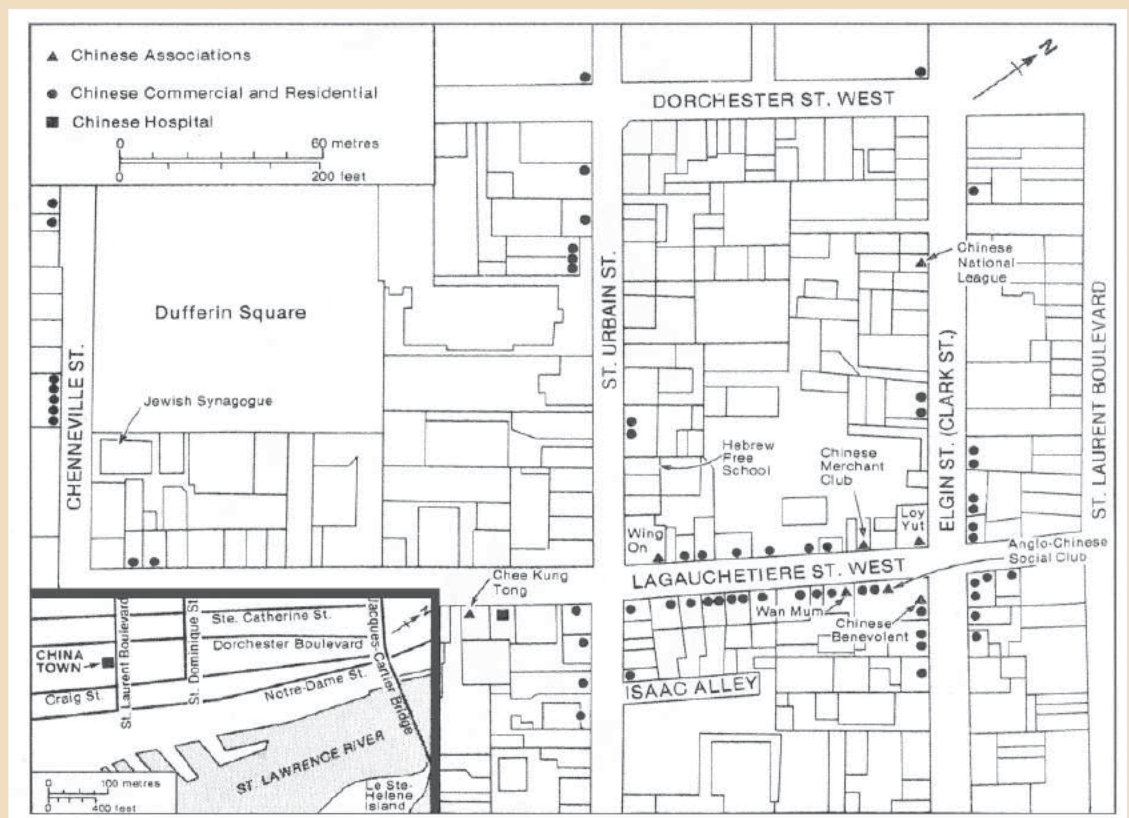 Chinese Associations
Chinese Commercial and Residential
Chinese Hospital
0 60 metres
0 200 feet
N
DORCHESTER ST. WEST
Chinese
National
League
Dufferin Square
ST. URBAIN ST.
ST. LAURENT BOULEVARD
CHENNEVILLE ST.
Jewish Synagogue
ELGIN ST. (CLARK ST.)
Hebrew
Free
School
Chinese
Merchant
Club
Wing
On
Loy
Yut
Anglo-Chinese
Social Club
LAGAUCHETIERE ST. WEST
Chee Kung
Tong
Wan Mum
Chinese
Benevolent
ISAAC ALLEY
Ste. Catherine St.
Dorchester Boulevard
CHINA
TOWN
St. Laurent Boulevard
St. Dominique St.
Jacques-Cartier Bridge
N
Craig St.
Notre-Dame St.
ST. LAWRENCE RIVER
0 100 metres
0 400 feet
Le Ste-
Helene
Island